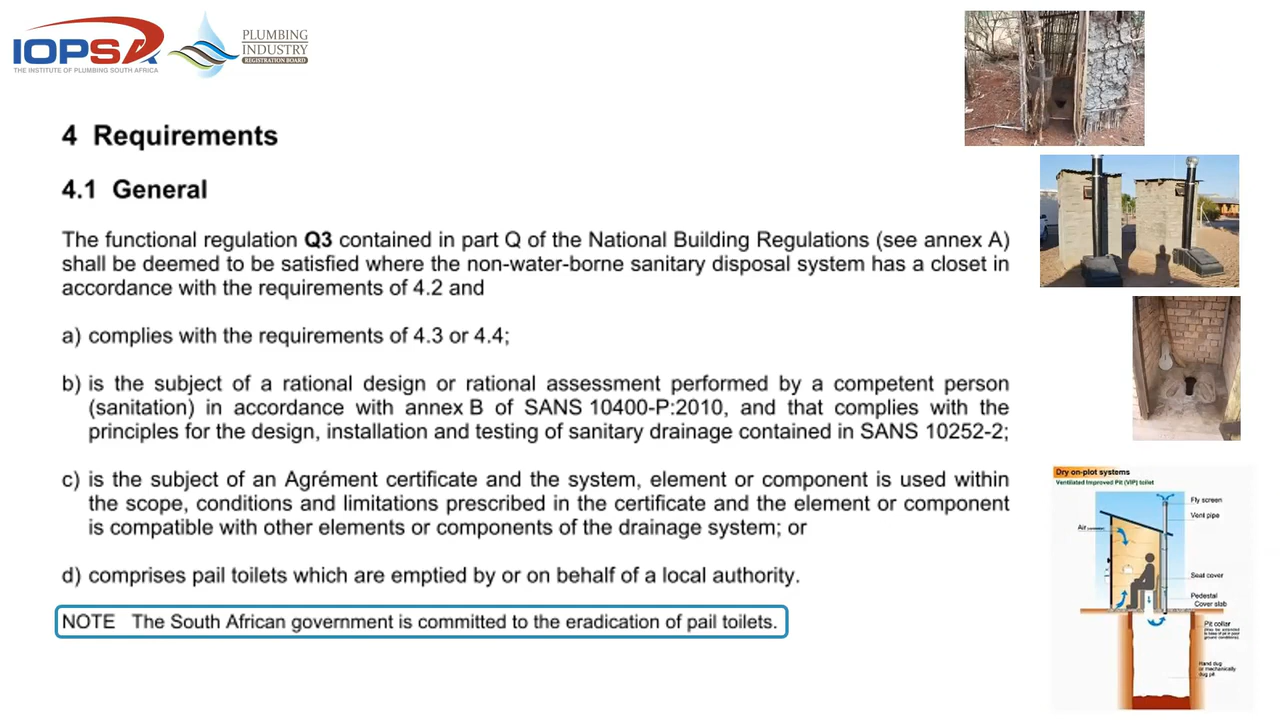 IOPSA
THE INSTITUTE OF PLUMBING SOUTH AFRICA
PLUMBING
INDUSTRY
REGISTRATION BOARD
4 Requirements
4.1 General
The functional regulation Q3 contained in part Q of the National Building Regulations (see annex A)
shall be deemed to be satisfied where the non-water-borne sanitary disposal system has a closet in
accordance with the requirements of 4.2 and
a) complies with the requirements of 4.3 or 4.4;
b) is the subject of a rational design or rational assessment performed by a competent person
(sanitation) in accordance with annex B of SANS 10400-P:2010, and that complies with the
principles for the design, installation and testing of sanitary drainage contained in SANS 10252-2;
c) is the subject of an Agrément certificate and the system, element or component is used within
the scope, conditions and limitations prescribed in the certificate and the element or component
is compatible with other elements or components of the drainage system; or
d) comprises pail toilets which are emptied by or on behalf of a local authority.
NOTE The South African government is committed to the eradication of pail toilets.
Dry on-plot systems
Ventilated Improved Pit (VIP) toilet
Fly screen
Vent pipe
Air
Seat cover
Pedestal
Cover slab
Pit collar
Hand dug
or mechanically
dug pit